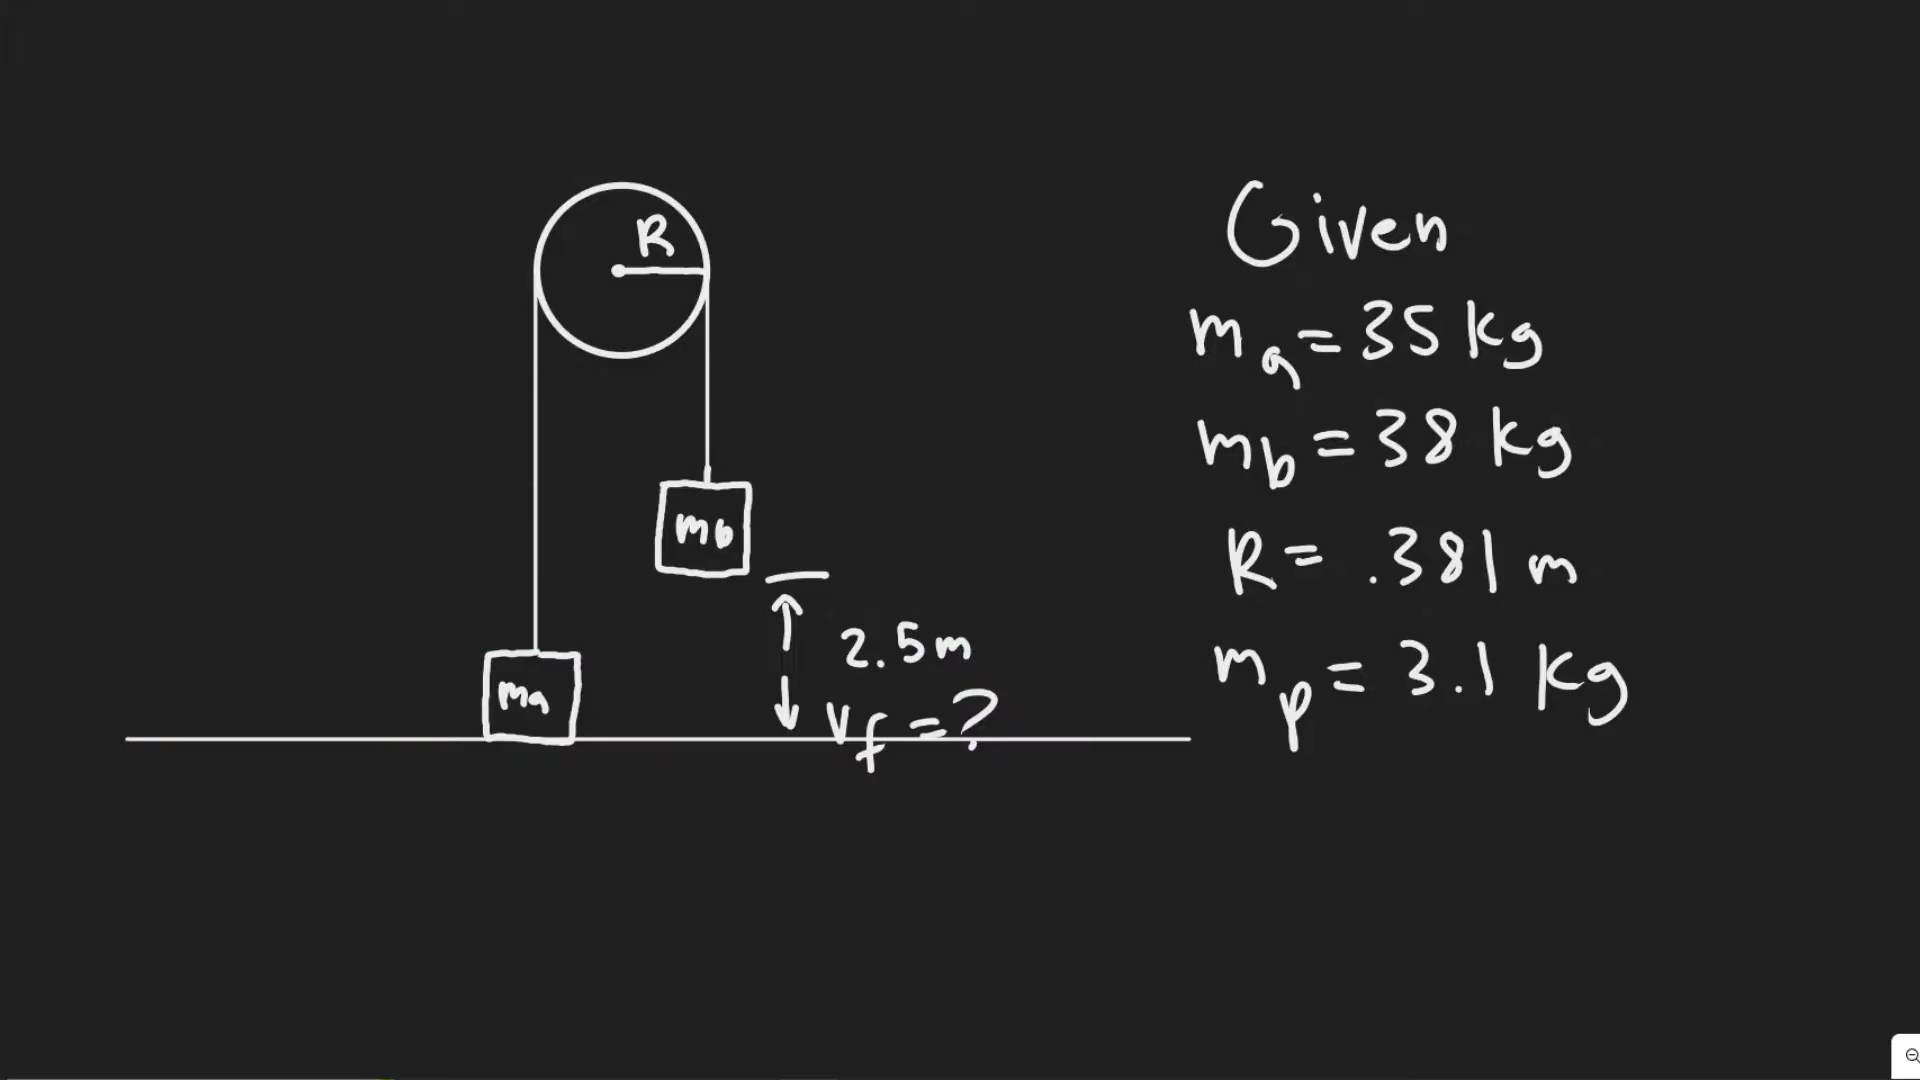 R
mb
2.5m
ma
vf = ?
Given
ma = 35 kg
mb = 38 kg
R = .381 m
mp = 3.1 kg